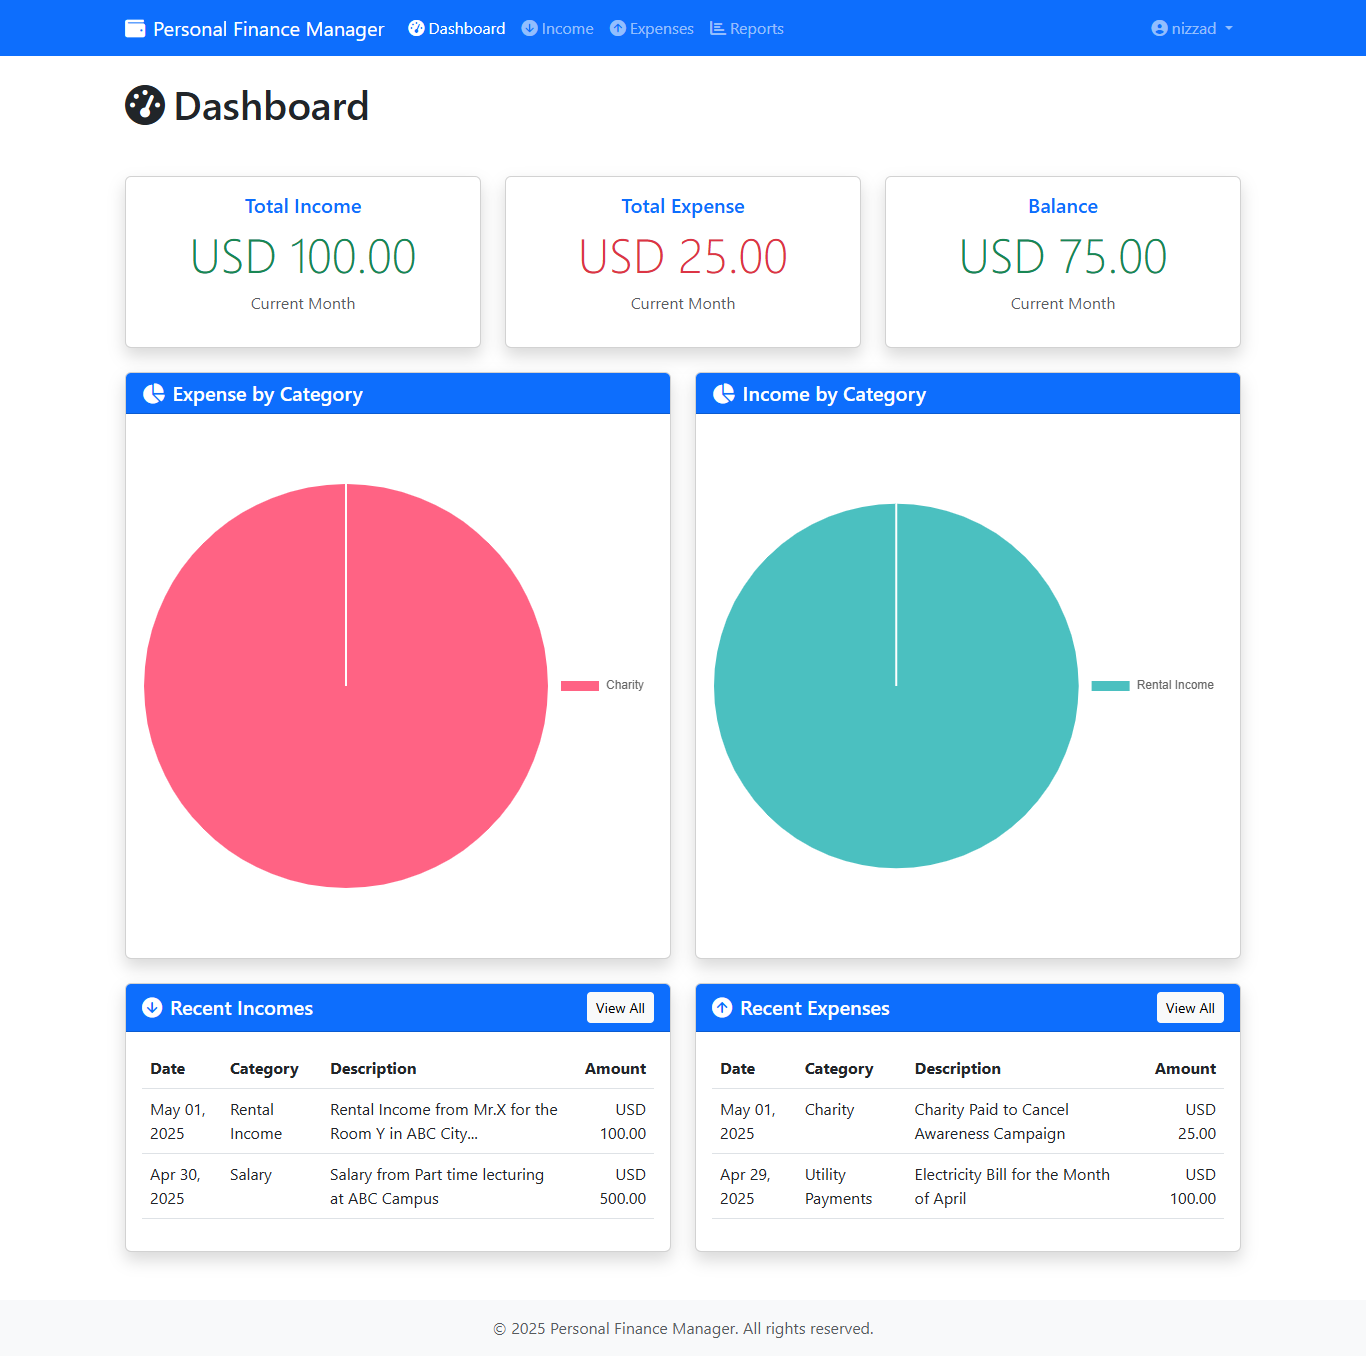 Personal Finance Manager Dashboard Income Expenses Reports nizzad
Dashboard
Total Income
USD 100.00
Current Month
Total Expense
USD 25.00
Current Month
Balance
USD 75.00
Current Month
Expense by Category
Charity
Income by Category
Rental Income
Recent Incomes View All
Date Category Description Amount
May 01, Rental Rental Income from Mr.X for the USD
2025 Income Room Y in ABC City... 100.00
Apr 30, Salary Salary from Part time lecturing USD
2025 at ABC Campus 500.00
Recent Expenses View All
Date Category Description Amount
May 01, Charity Charity Paid to Cancel USD
2025 Awareness Campaign 25.00
Apr 29, Utility Electricity Bill for the Month USD
2025 Payments of April 100.00
© 2025 Personal Finance Manager. All rights reserved.